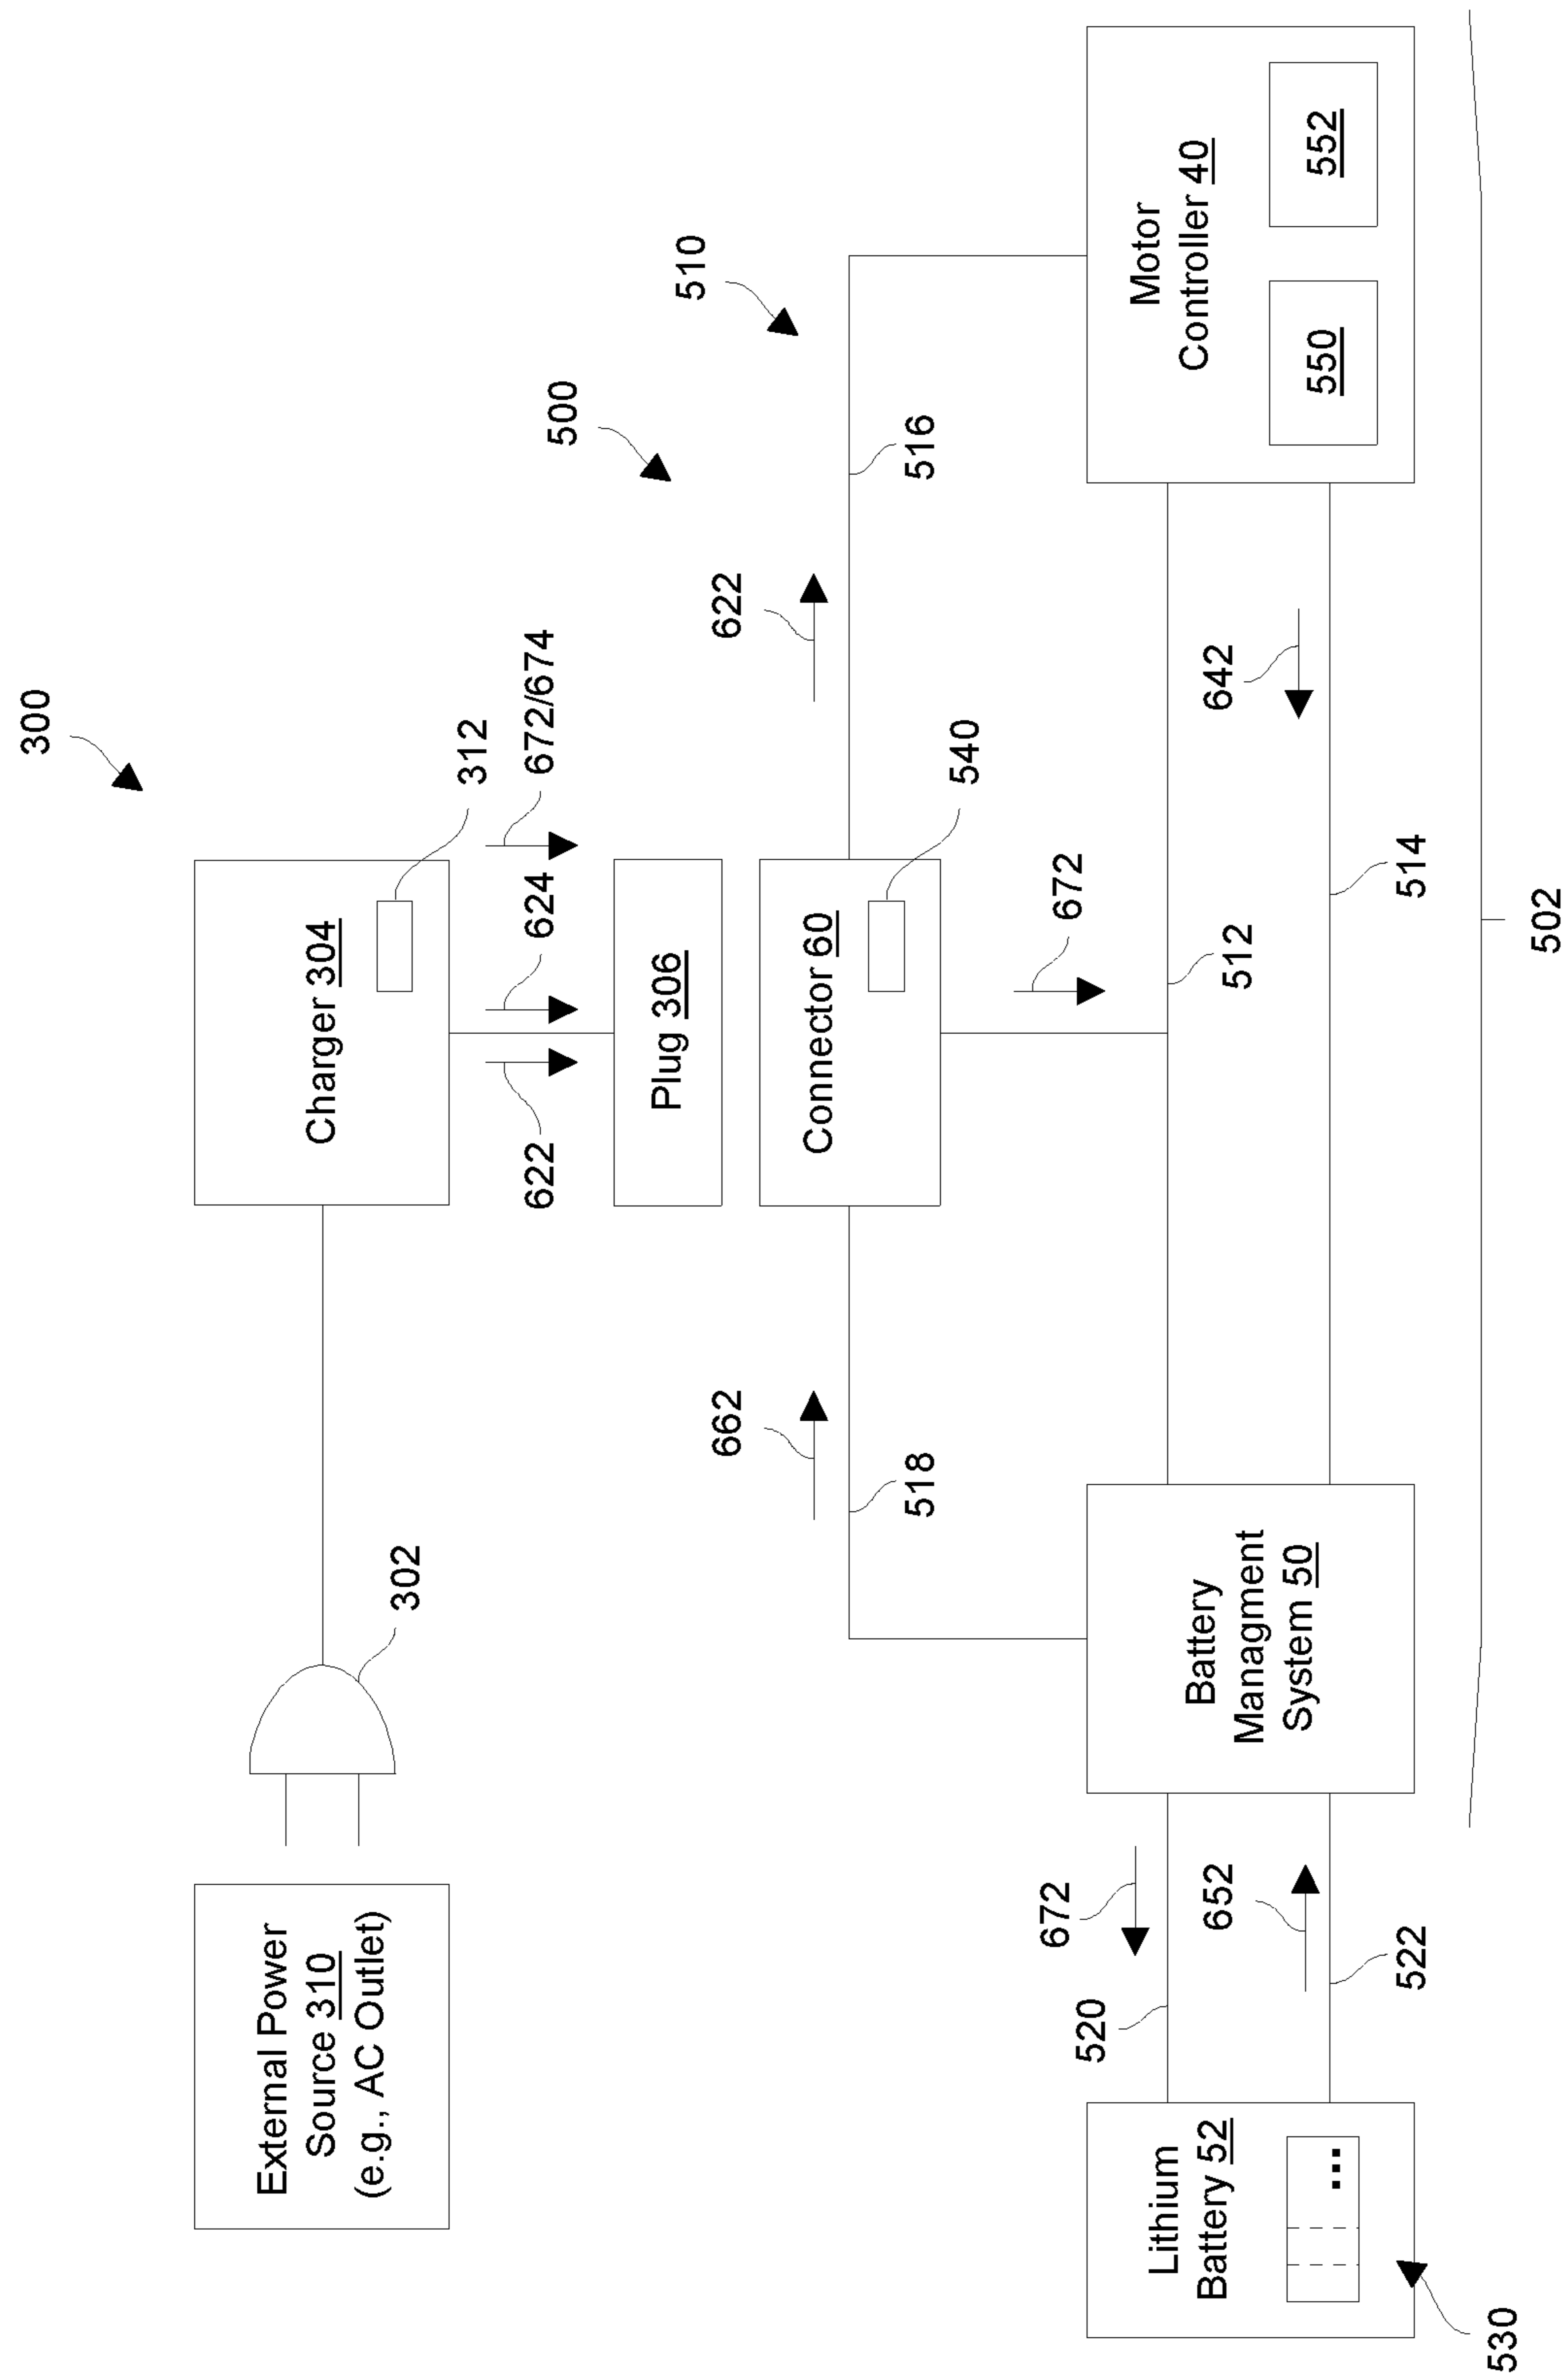 300
External Power
Source 310
(e.g., AC Outlet)
302
Charger 304
312
622
624
672/674
Plug 306
500
510
662
622
Connector 60
540
518
516
672
Lithium
Battery 52
530
520
672
652
522
Battery
Managment
System 50
512
642
514
Motor
Controller 40
550
552
502